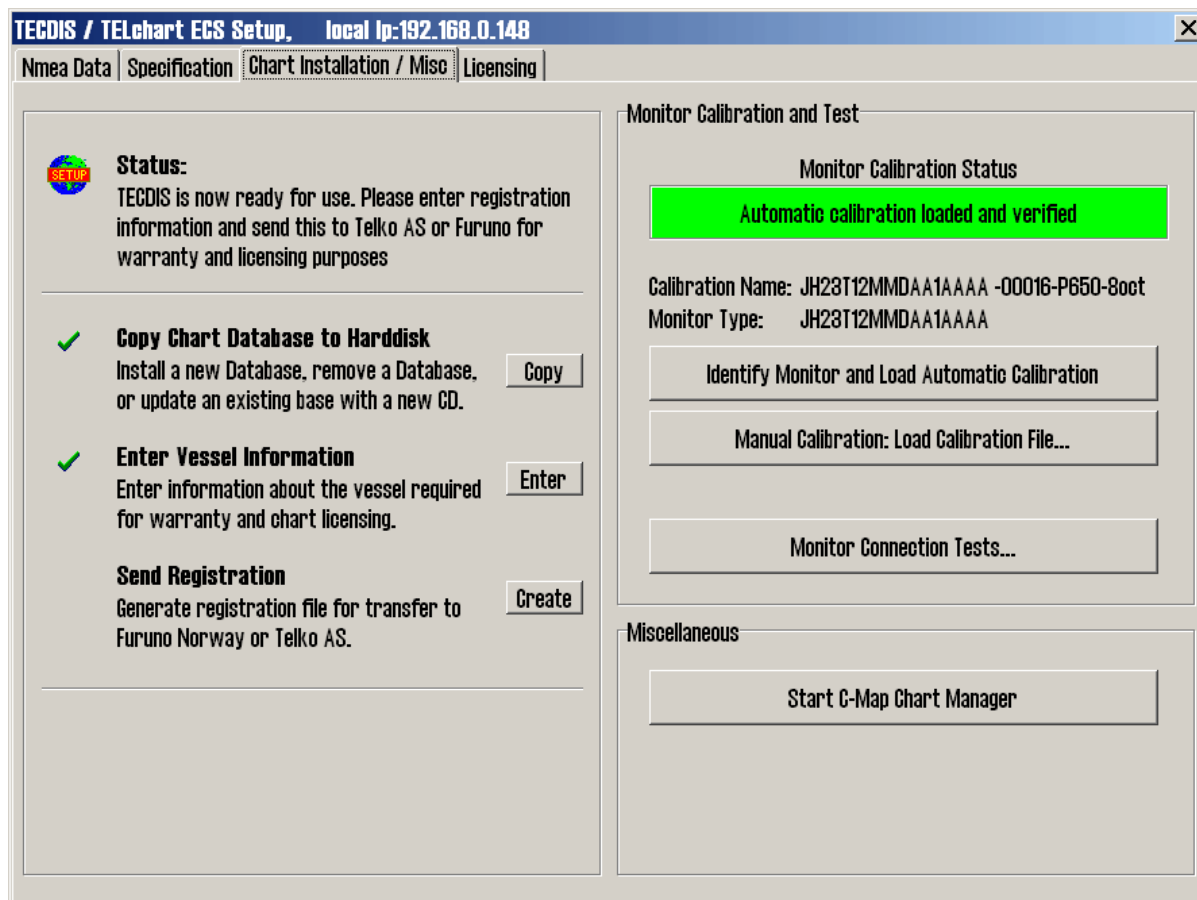 TECDIS / TELchart ECS Setup, local Ip:192.168.0.148
Nmea Data Specification Chart Installation / Misc Licensing
SETUP
Status:
TECDIS is now ready for use. Please enter registration
information and send this to Telko AS or Furuno for
warranty and licensing purposes
Copy Chart Database to Harddisk
Install a new Database, remove a Database,
or update an existing base with a new CD.
Copy
Enter Vessel Information
Enter information about the vessel required
for warranty and chart licensing.
Enter
Send Registration
Generate registration file for transfer to
Furuno Norway or Telko AS.
Create
Monitor Calibration and Test
Monitor Calibration Status
Automatic calibration loaded and verified
Calibration Name: JH23T12MMDAA1AAAA -00016-P650-8oct
Monitor Type: JH23T12MMDAA1AAAA
Identify Monitor and Load Automatic Calibration
Manual Calibration: Load Calibration File...
Monitor Connection Tests...
Miscellaneous
Start C-Map Chart Manager